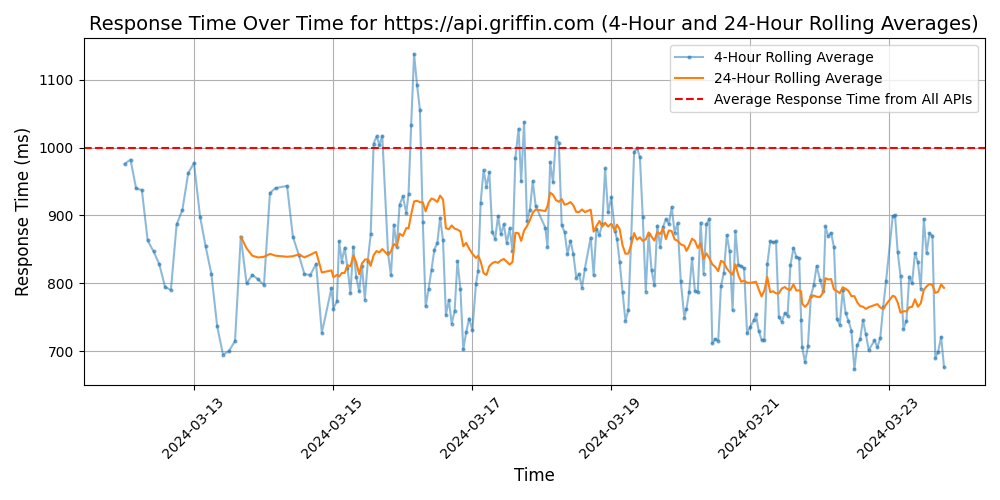 Response Time Over Time for https://api.griffin.com (4-Hour and 24-Hour Rolling Averages)
4-Hour Rolling Average
24-Hour Rolling Average
Average Response Time from All APIs
Response Time (ms)
1100
1000
900
800
700
2024-03-13
2024-03-15
2024-03-17
2024-03-19
2024-03-21
2024-03-23
Time